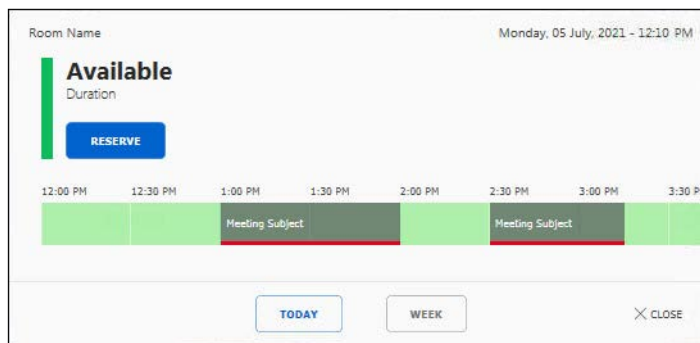 Room Name
Monday, 05 July, 2021 - 12:10 PM
Available
Duration
RESERVE
12:00 PM 12:30 PM 1:00 PM 1:30 PM 2:00 PM 2:30 PM 3:00 PM 3:30 P
Meeting Subject Meeting Subject
TODAY WEEK CLOSE